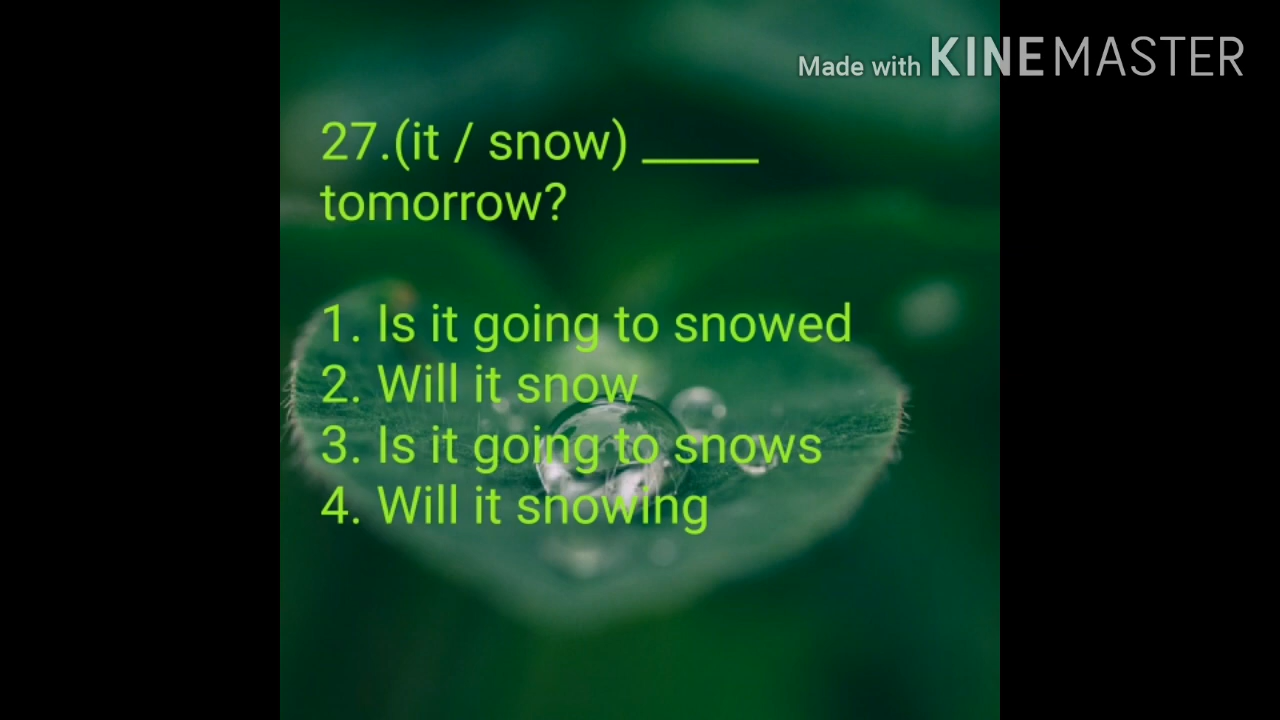 Made with KINEMASTER
27.(it / snow) _____
tomorrow?
1. Is it going to snowed
2. Will it snow
3. Is it going to snows
4. Will it snowing